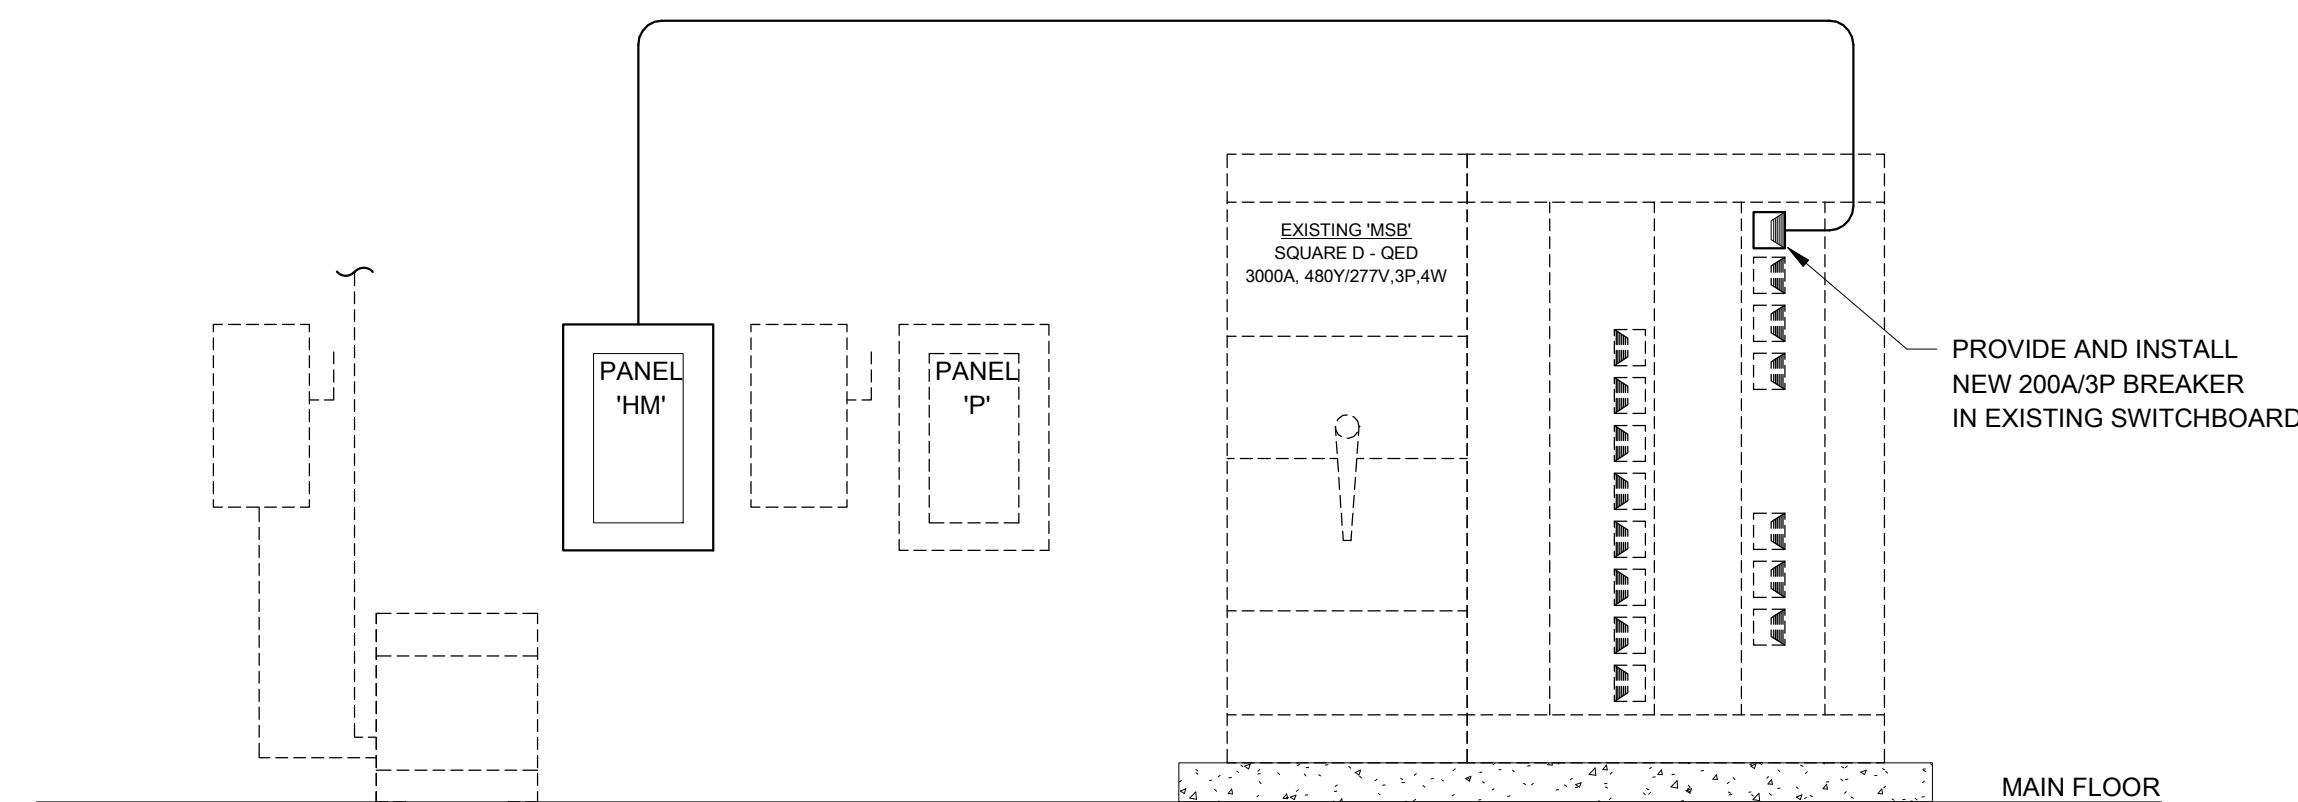 EXISTING 'MSB'
SQUARE D - QED
3000A, 480Y/277V,3P,4W
PANEL
'HM'
PANEL
'P'
PROVIDE AND INSTALL
NEW 200A/3P BREAKER
IN EXISTING SWITCHBOARD
MAIN FLOOR